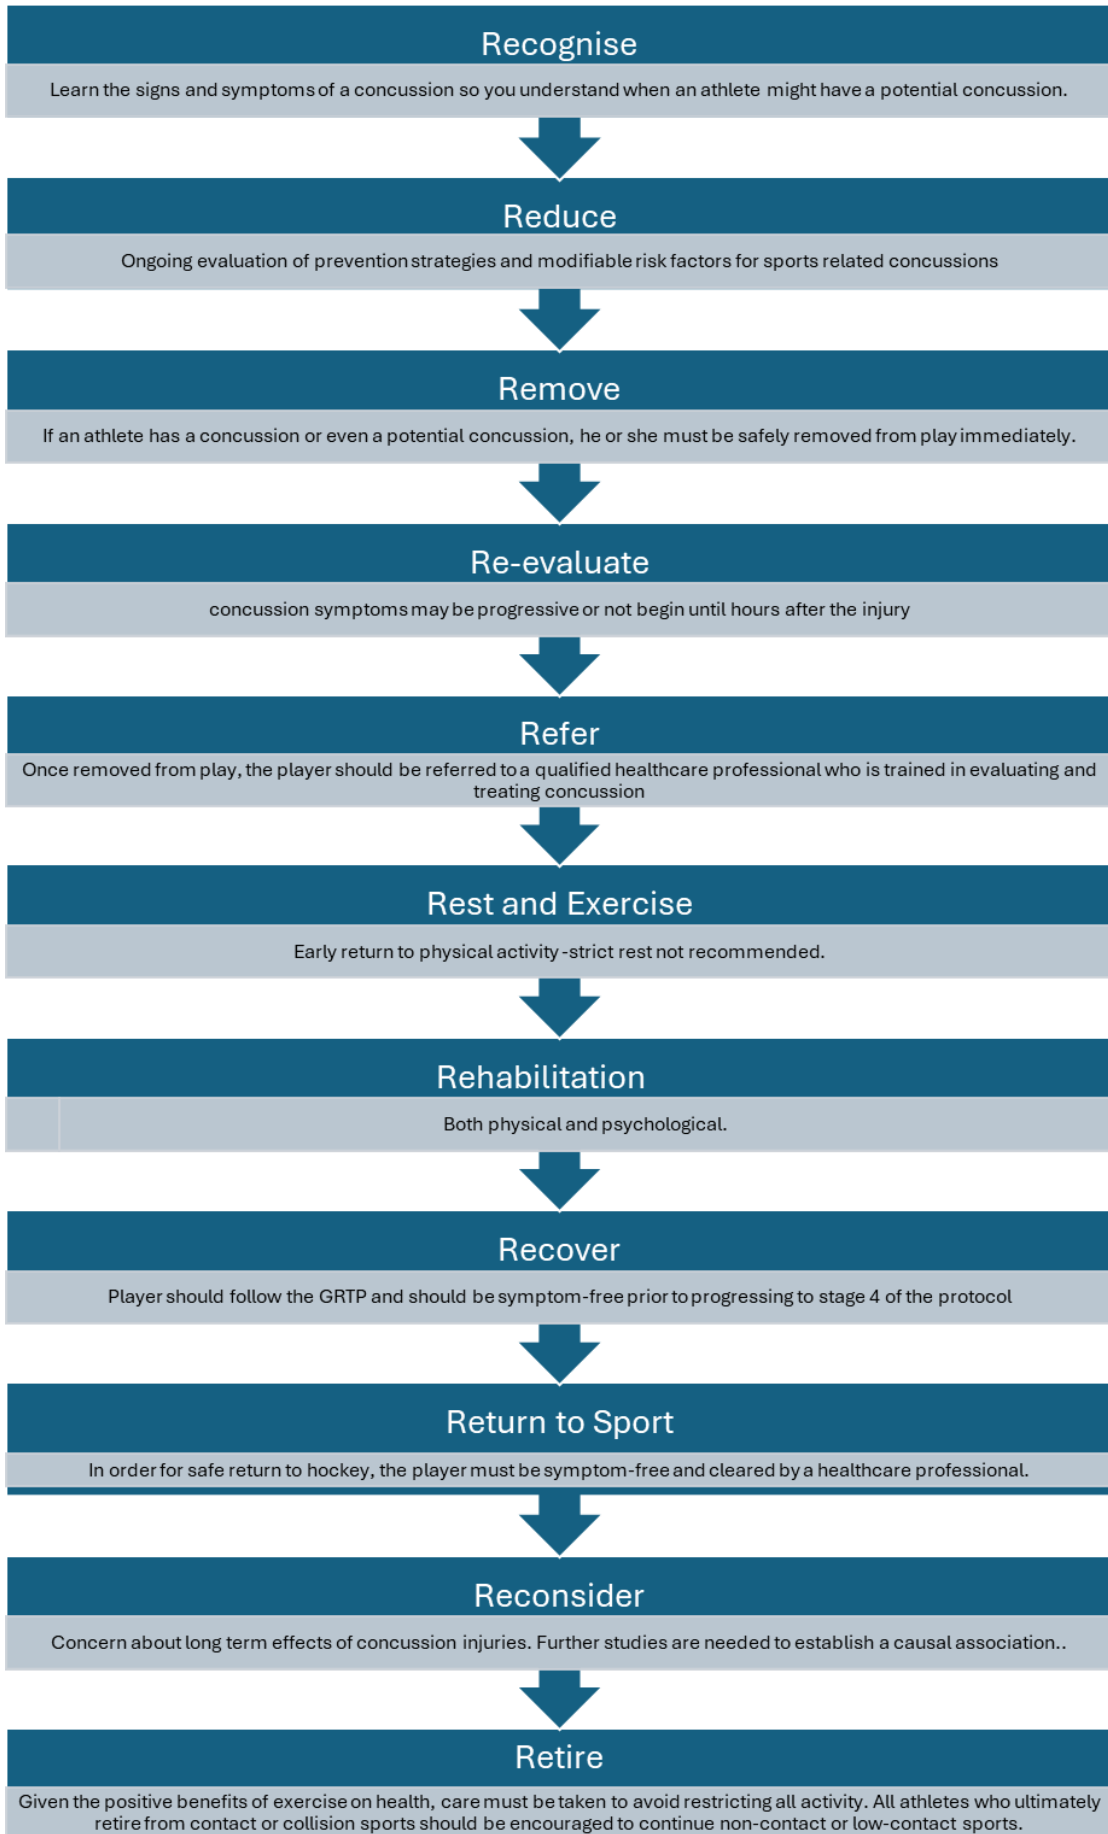 Recognise
Learn the signs and symptoms of a concussion so you understand when an athlete might have a potential concussion.
Reduce
Ongoing evaluation of prevention strategies and modifiable risk factors for sports related concussions
Remove
If an athlete has a concussion or even a potential concussion, he or she must be safely removed from play immediately.
Re-evaluate
concussion symptoms may be progressive or not begin until hours after the injury
Refer
Once removed from play, the player should be referred to a qualified healthcare professional who is trained in evaluating and
treating concussion
Rest and Exercise
Early return to physical activity -strict rest not recommended.
Rehabilitation
Both physical and psychological.
Recover
Player should follow the GRTP and should be symptom-free prior to progressing to stage 4 of the protocol
Return to Sport
In order for safe return to hockey, the player must be symptom-free and cleared by a healthcare professional.
Reconsider
Concern about long term effects of concussion injuries. Further studies are needed to establish a causal association..
Retire
Given the positive benefits of exercise on health, care must be taken to avoid restricting all activity. All athletes who ultimately
retire from contact or collision sports should be encouraged to continue non-contact or low-contact sports.